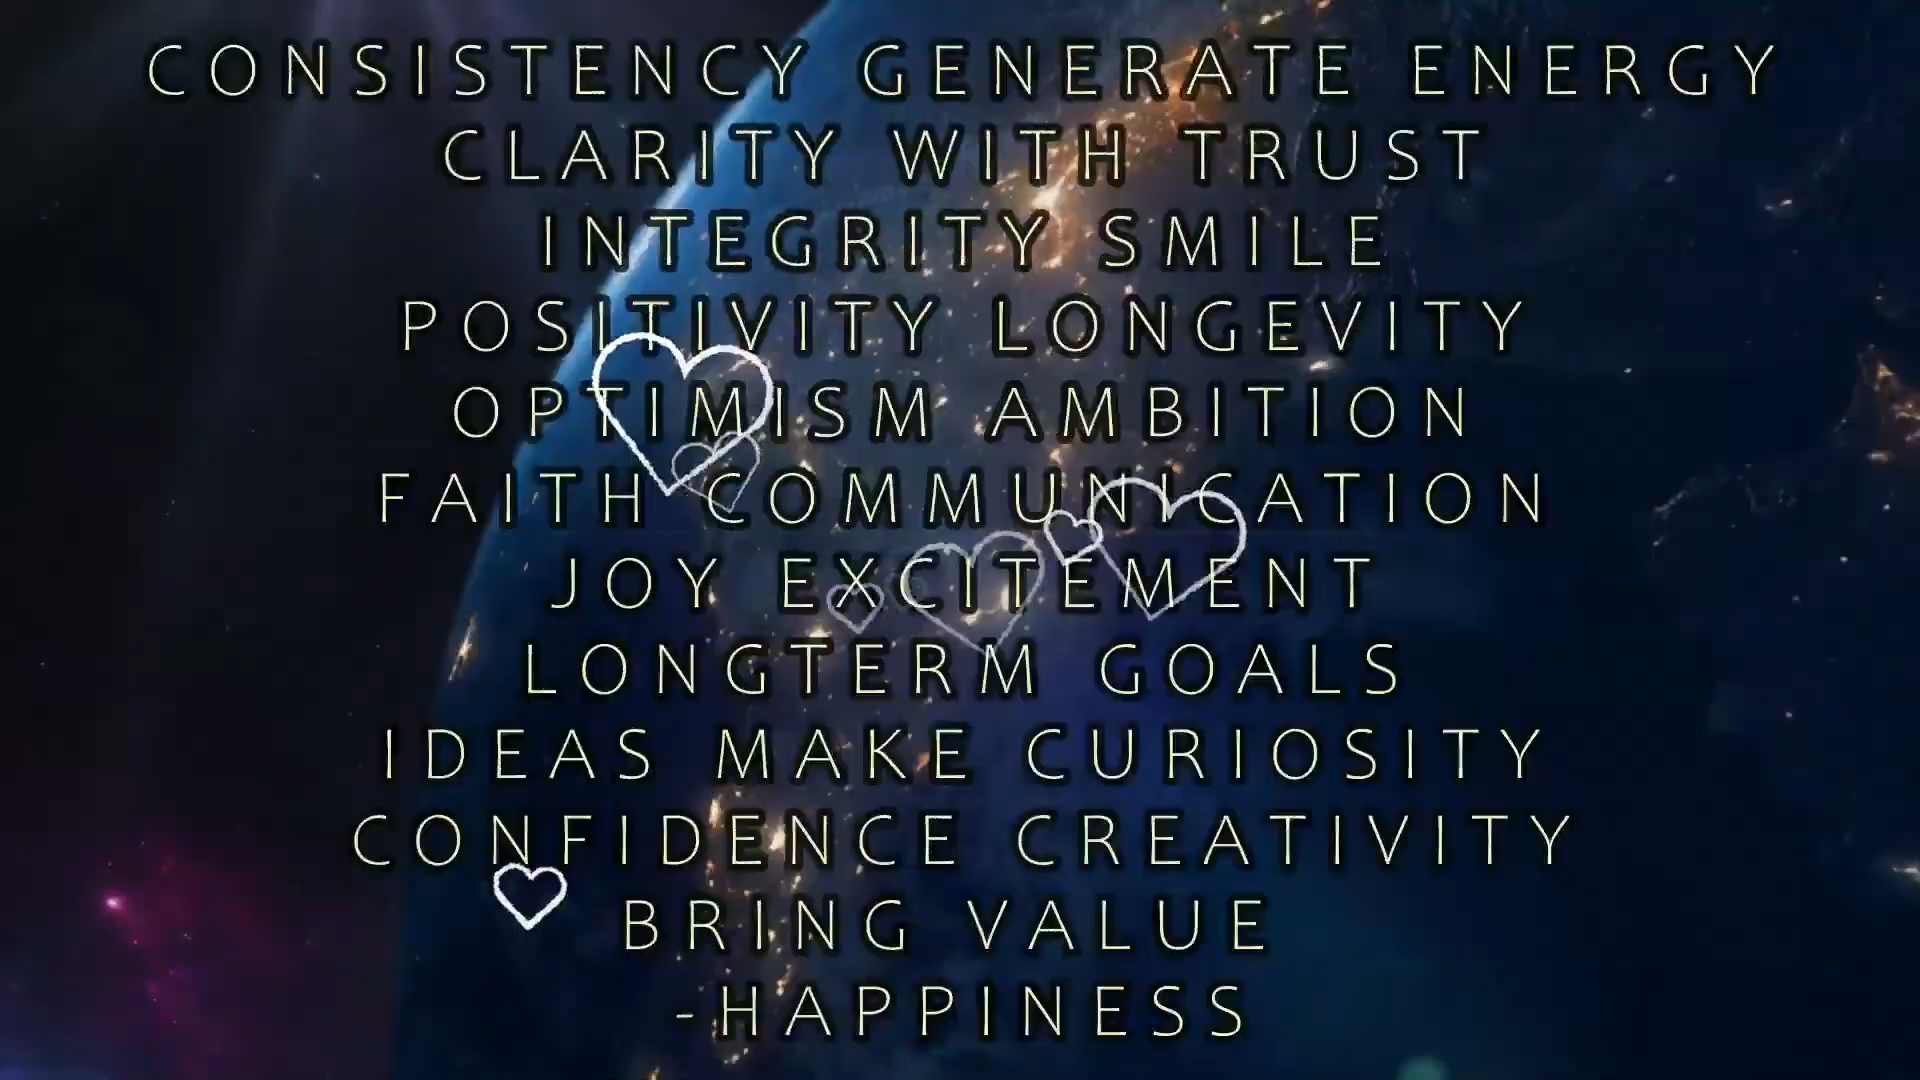 CONSISTENCY GENERATE ENERGY
CLARITY WITH TRUST
INTEGRITY SMILE
POSITIVITY LONGEVITY
OPTIMISM AMBITION
FAITH COMMUNICATION
JOY EXCITEMENT
LONGTERM GOALS
IDEAS MAKE CURIOSITY
CONFIDENCE CREATIVITY
BRING VALUE
-HAPPINESS